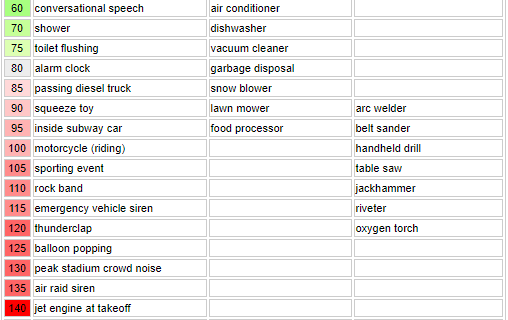 60 conversational speech air conditioner
70 shower dishwasher
75 toilet flushing vacuum cleaner
80 alarm clock garbage disposal
85 passing diesel truck snow blower
90 squeeze toy lawn mower arc welder
95 inside subway car food processor belt sander
100 motorcycle (riding) handheld drill
105 sporting event table saw
110 rock band jackhammer
115 emergency vehicle siren riveter
120 thunderclap oxygen torch
125 balloon popping
130 peak stadium crowd noise
135 air raid siren
140 jet engine at takeoff